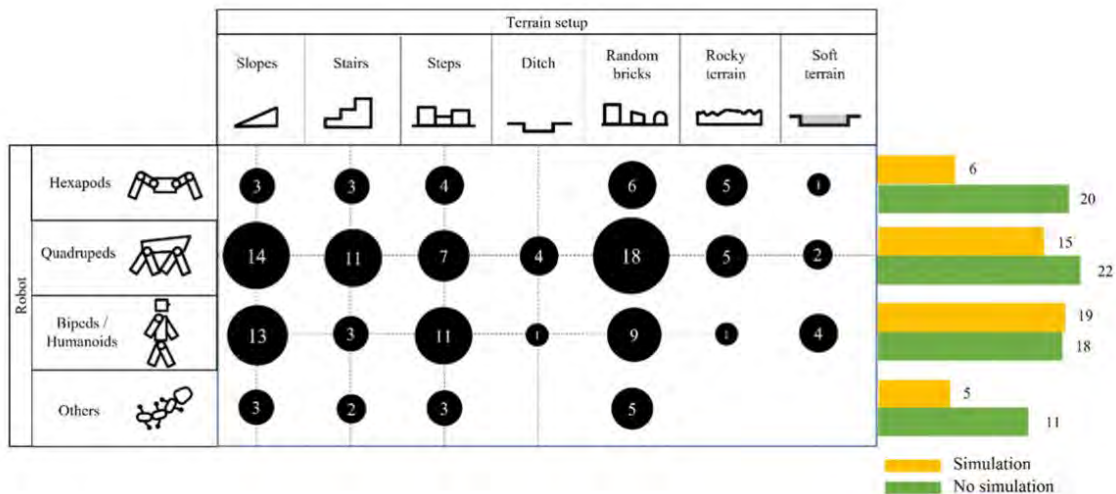 Terrain setup
Slopes
Stairs
Steps
Ditch
Random
bricks
Rocky
terrain
Soft
terrain
Robot
Hexapods
3
3
4
6
5
1
6
20
Quadrupeds
14
11
7
4
18
5
2
15
22
Bipeds /
Humanoids
13
3
11
1
9
1
4
19
18
Others
3
2
3
5
5
11
Simulation
No simulation